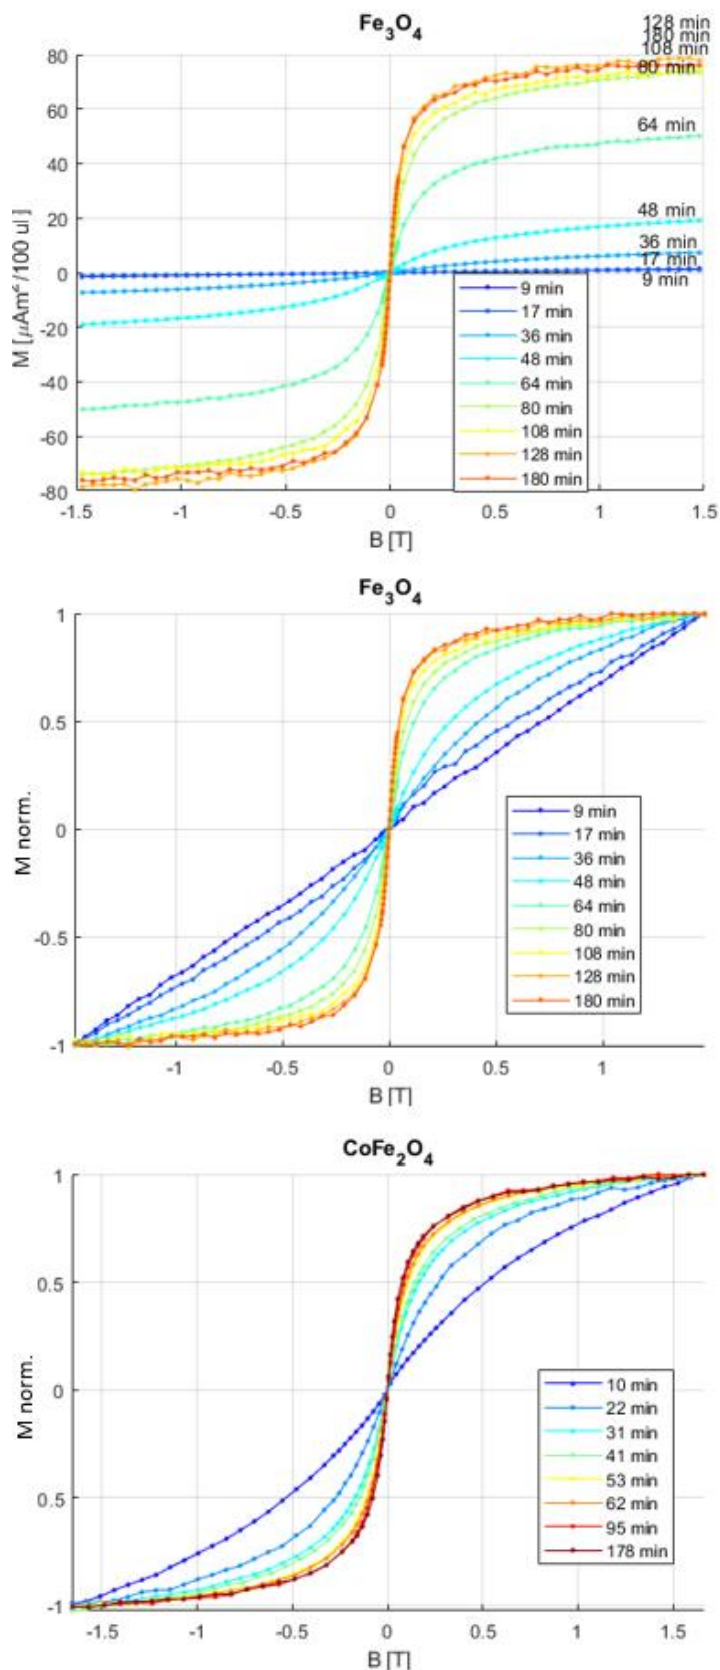 Fe3O4
128 min
180 min
108 min
80 min
64 min
48 min
36 min
17 min
9 min
M [μAm²/100 ul]
80
60
40
20
0
-20
-40
-60
-80
9 min
17 min
36 min
48 min
64 min
80 min
108 min
128 min
180 min
-1.5 -1 -0.5 0 0.5 1 1.5
B [T]
Fe3O4
M norm.
1
0.5
0
-0.5
-1
9 min
17 min
36 min
48 min
64 min
80 min
108 min
128 min
180 min
-1 -0.5 0 0.5 1
B [T]
CoFe2O4
M norm.
1
0.5
0
0.5
-1
10 min
22 min
31 min
41 min
53 min
62 min
95 min
178 min
-1.5 -1 -0.5 0 0.5 1 1.5
B [T]